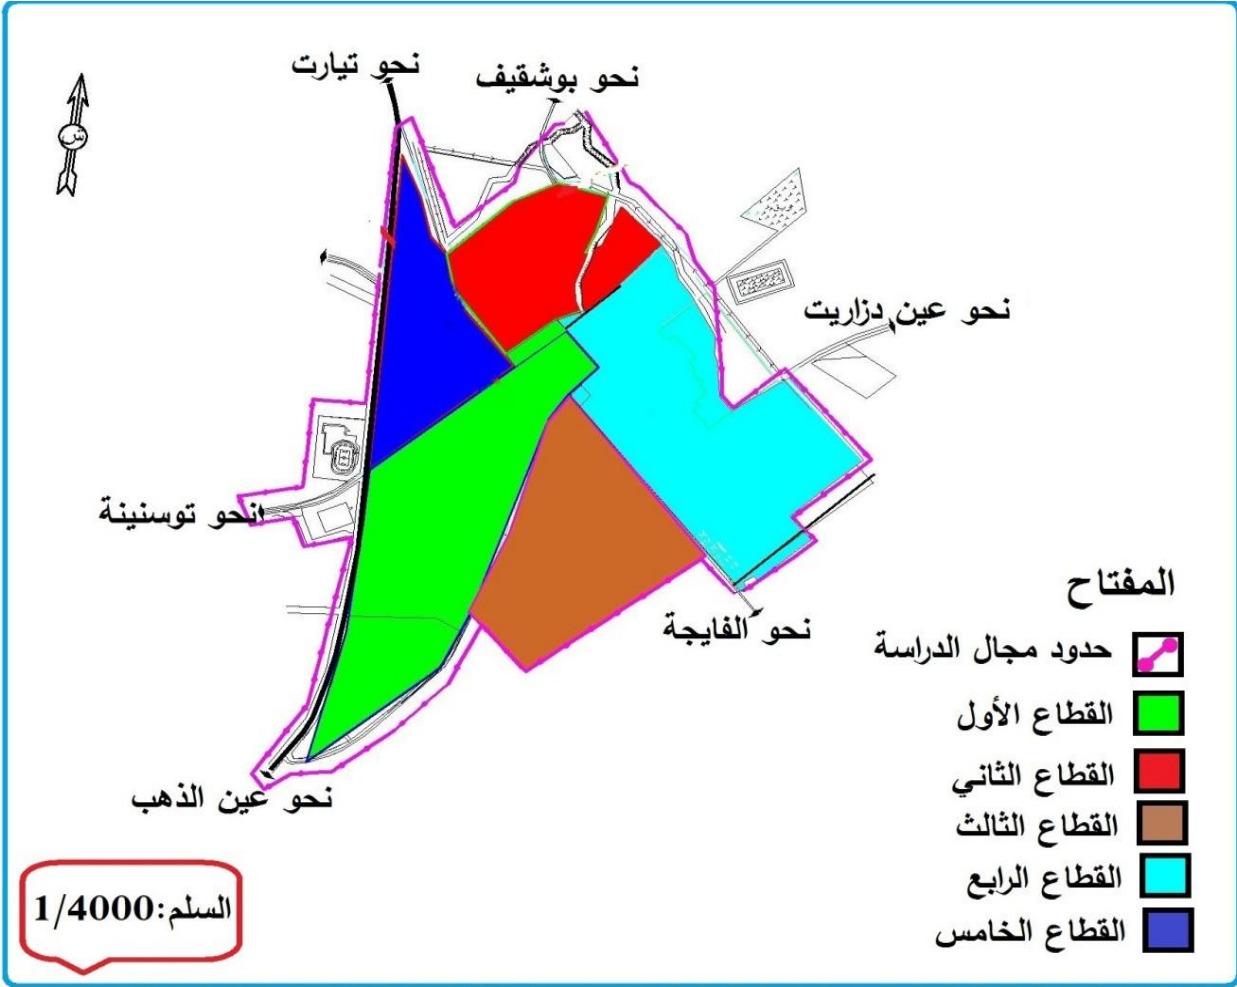 نحو تيارت
نحو بوشقيف
ش
نحو عين دزاريت
نحو توسنينة
نحو الفايجة
نحو عين الذهب
المفتاح
حدود مجال الدراسة
القطاع الأول
القطاع الثاني
القطاع الثالث
القطاع الرابع
القطاع الخامس
السلم:1/4000